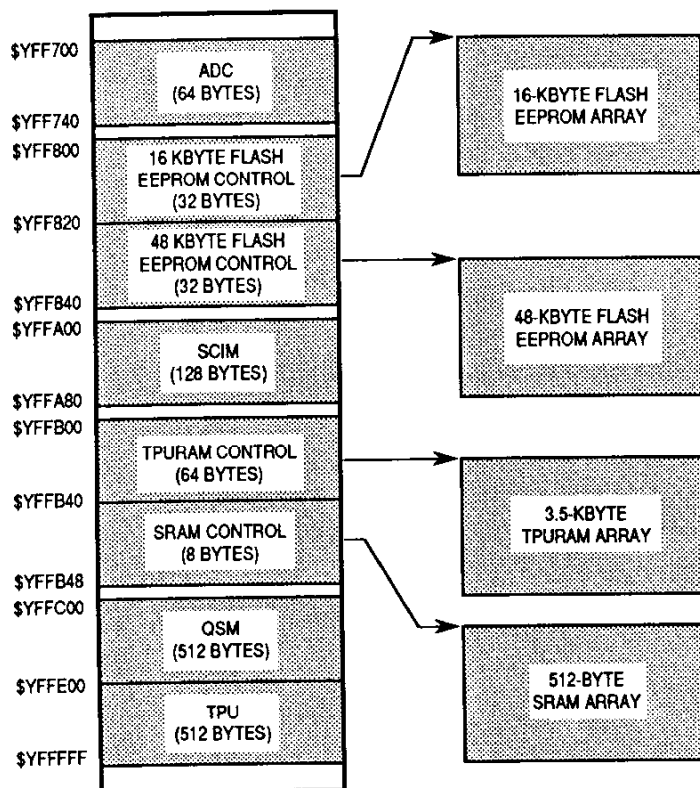 $YFF700
ADC
(64 BYTES)
$YFF740
$YFF800
16 KBYTE FLASH
EEPROM CONTROL
(32 BYTES)
$YFF820
48 KBYTE FLASH
EEPROM CONTROL
(32 BYTES)
$YFF840
$YFFA00
SCIM
(128 BYTES)
$YFFA80
$YFFB00
TPURAM CONTROL
(64 BYTES)
$YFFB40
SRAM CONTROL
(8 BYTES)
$YFFB48
$YFFC00
QSM
(512 BYTES)
$YFFE00
TPU
(512 BYTES)
$YFFFFF
16-KBYTE FLASH
EEPROM ARRAY
48-KBYTE FLASH
EEPROM ARRAY
3.5-KBYTE
TPURAM ARRAY
512-BYTE
SRAM ARRAY